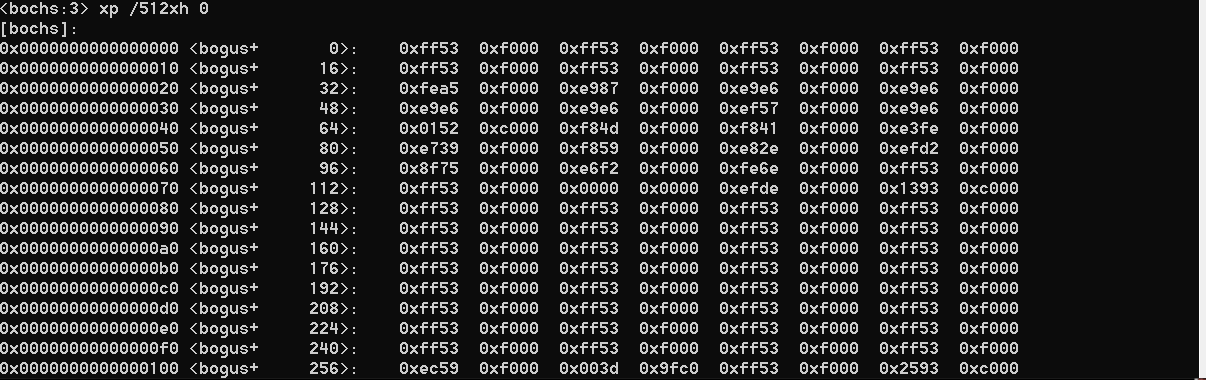 <bochs:3> xp /512xh 0
[bochs]:
0x0000000000000000 <bogus+       0>:    0xff53  0xf000  0xff53  0xf000  0xff53  0xf000  0xff53  0xf000
0x0000000000000010 <bogus+      16>:    0xff53  0xf000  0xff53  0xf000  0xff53  0xf000  0xff53  0xf000
0x0000000000000020 <bogus+      32>:    0xfea5  0xf000  0xe987  0xf000  0xe9e6  0xf000  0xe9e6  0xf000
0x0000000000000030 <bogus+      48>:    0xe9e6  0xf000  0xe9e6  0xf000  0xef57  0xf000  0xe9e6  0xf000
0x0000000000000040 <bogus+      64>:    0x0152  0xc000  0xf84d  0xf000  0xf841  0xf000  0xe3fe  0xf000
0x0000000000000050 <bogus+      80>:    0xe739  0xf000  0xf859  0xf000  0xe82e  0xf000  0xefd2  0xf000
0x0000000000000060 <bogus+      96>:    0x8f75  0xf000  0xe6f2  0xf000  0xfe6e  0xf000  0xff53  0xf000
0x0000000000000070 <bogus+     112>:    0xff53  0xf000  0x0000  0x0000  0xefde  0xf000  0x1393  0xc000
0x0000000000000080 <bogus+     128>:    0xff53  0xf000  0xff53  0xf000  0xff53  0xf000  0xff53  0xf000
0x0000000000000090 <bogus+     144>:    0xff53  0xf000  0xff53  0xf000  0xff53  0xf000  0xff53  0xf000
0x00000000000000a0 <bogus+     160>:    0xff53  0xf000  0xff53  0xf000  0xff53  0xf000  0xff53  0xf000
0x00000000000000b0 <bogus+     176>:    0xff53  0xf000  0xff53  0xf000  0xff53  0xf000  0xff53  0xf000
0x00000000000000c0 <bogus+     192>:    0xff53  0xf000  0xff53  0xf000  0xff53  0xf000  0xff53  0xf000
0x00000000000000d0 <bogus+     208>:    0xff53  0xf000  0xff53  0xf000  0xff53  0xf000  0xff53  0xf000
0x00000000000000e0 <bogus+     224>:    0xff53  0xf000  0xff53  0xf000  0xff53  0xf000  0xff53  0xf000
0x00000000000000f0 <bogus+     240>:    0xff53  0xf000  0xff53  0xf000  0xff53  0xf000  0xff53  0xf000
0x0000000000000100 <bogus+     256>:    0xec59  0xf000  0x003d  0x9fc0  0xff53  0xf000  0x2593  0xc000